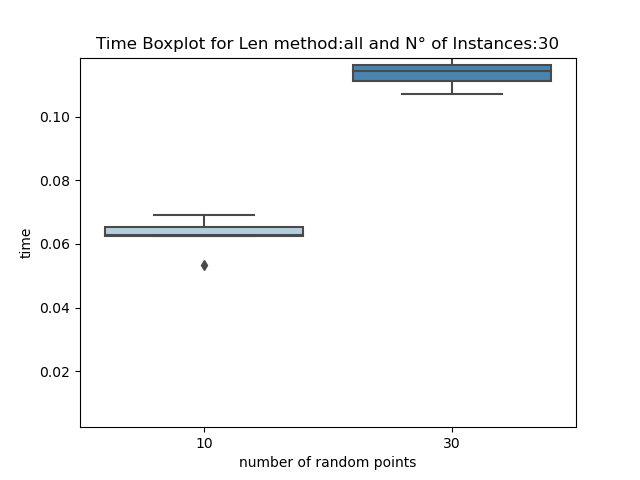 Time Boxplot for Len method:all and N° of Instances:30
0.10
0.08
0.06
0.04
0.02
time
10
30
number of random points